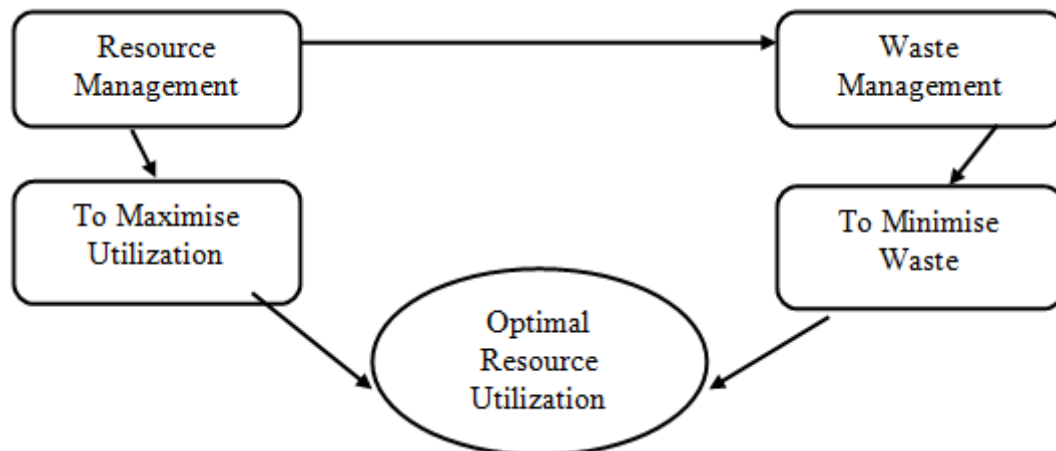 Resource
Management
Waste
Management
To Maximise
Utilization
To Minimise
Waste
Optimal
Resource
Utilization